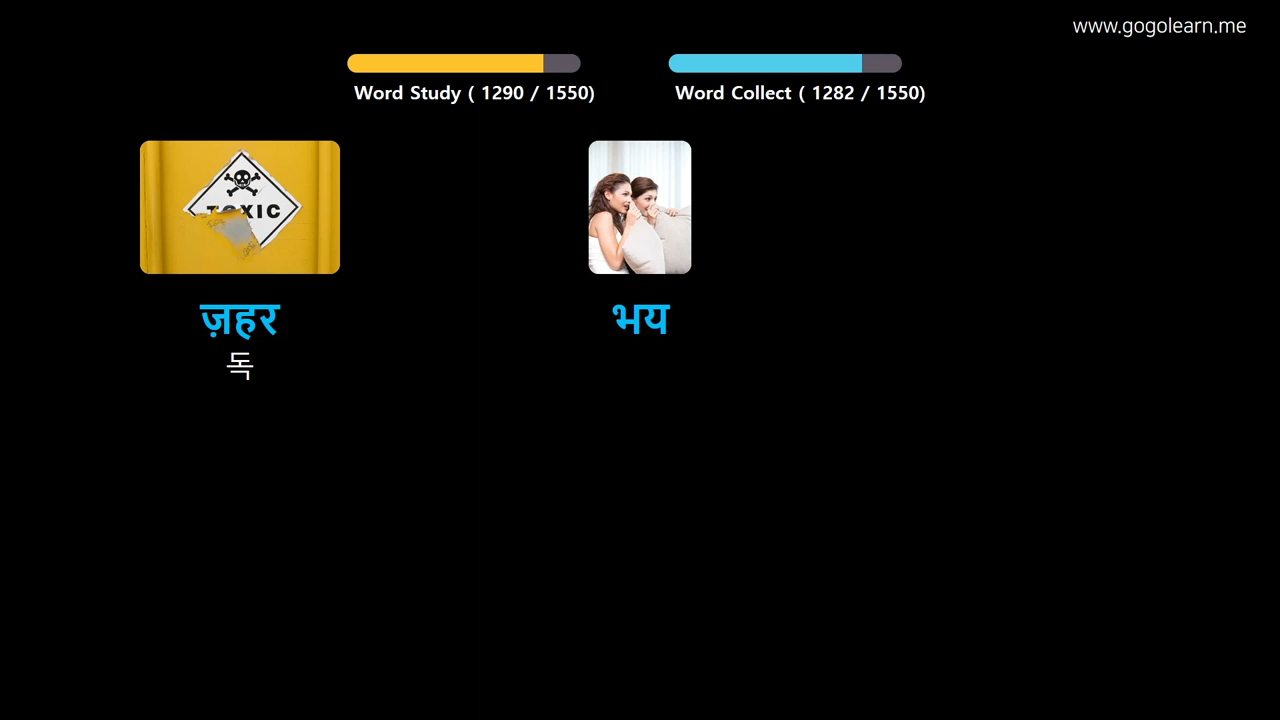 www.gogolearn.me
Word Study ( 1290 / 1550)
Word Collect ( 1282 / 1550)
TOXIC
ज़हर
भय
독